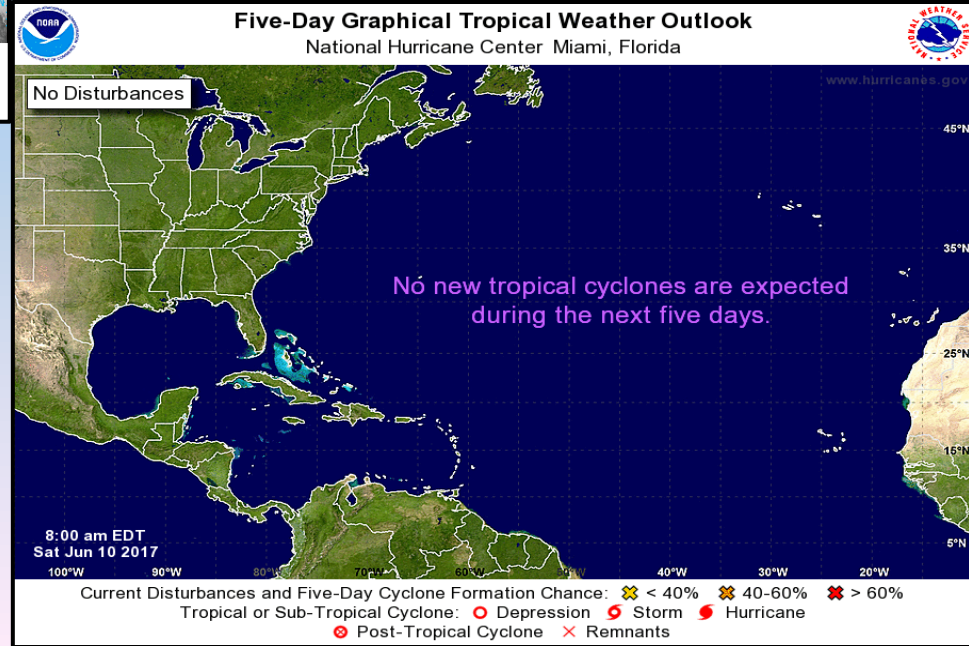 Five-Day Graphical Tropical Weather Outlook
National Hurricane Center Miami, Florida
NOAA
No Disturbances
www.hurricanes.gov
45°N
35°N
No new tropical cyclones are expected
during the next five days.
25°N
15°N
8:00 am EDT
Sat Jun 10 2017
5°N
100°W 90°W 80°W 70°W 60°W 50°W 40°W 30°W 20°W
Current Disturbances and Five-Day Cyclone Formation Chance: < 40% 40-60% > 60%
Tropical or Sub-Tropical Cyclone: Depression Storm Hurricane
Post-Tropical Cyclone Remnants